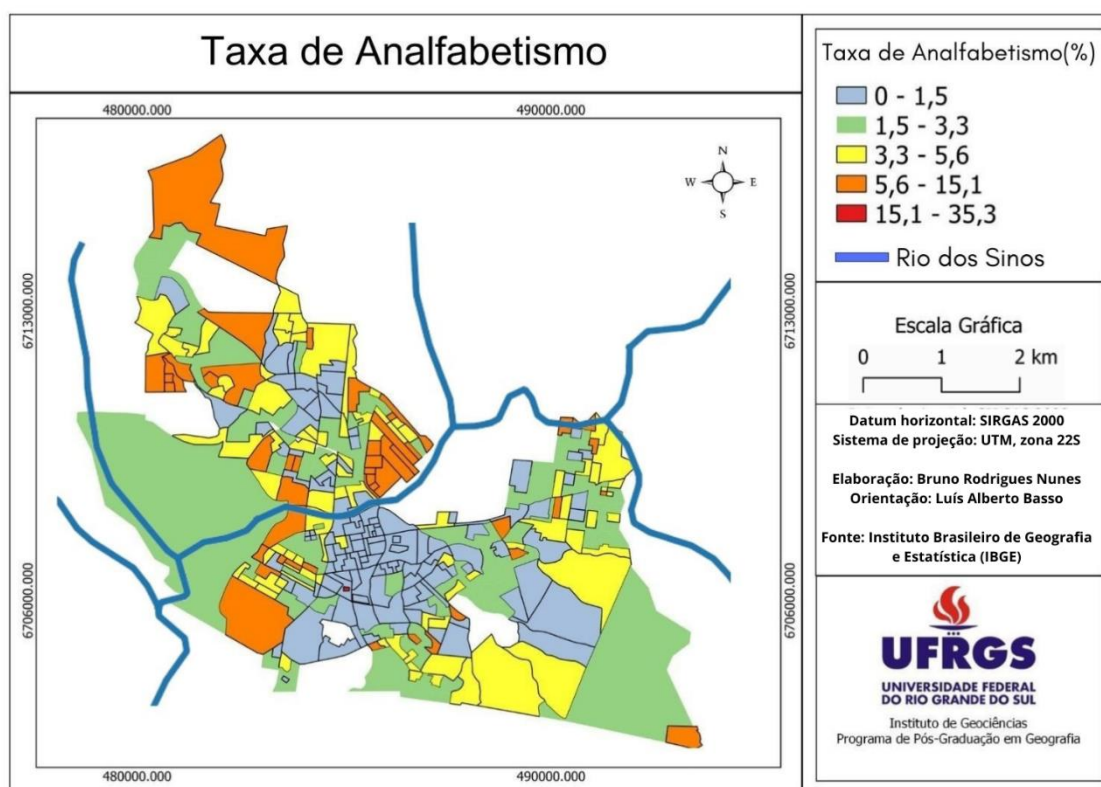 Taxa de Analfabetismo
480000.000
490000.000
N
W
E
S
6713000.000
6713000.000
6706000.000
6706000.000
480000.000
490000.000
Taxa de Analfabetismo(%)
0 - 1,5
1,5 - 3,3
3,3 - 5,6
5,6 - 15,1
15,1 - 35,3
Rio dos Sinos
Escala Gráfica
0 1 2 km
Datum horizontal: SIRGAS 2000
Sistema de projeção: UTM, zona 22S
Elaboração: Bruno Rodrigues Nunes
Orientação: Luís Alberto Basso
Fonte: Instituto Brasileiro de Geografia
e Estatística (IBGE)
UFRGS
UNIVERSIDADE FEDERAL
DO RIO GRANDE DO SUL
Instituto de Geociências
Programa de Pós-Graduação em Geografia